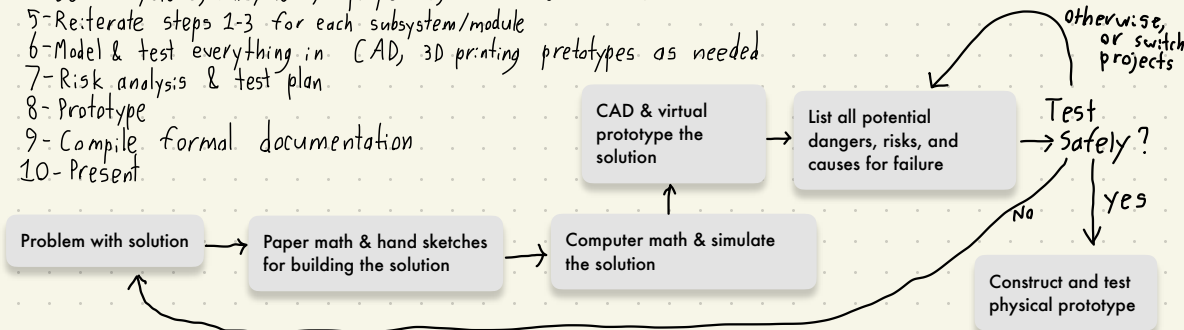 5-Re:iterate steps 1-3 for each subsystem/module
6-Model & test everything in CAD, 3D printing pretotypes as needed
7-Risk analysis & test plan
8-Prototype
9-Compile formal documentation
10-Present
otherwise,
or switch
projects
CAD & virtual
prototype the
solution
List all potential
dangers, risks, and
causes for failure
Test
Safely?
No
yes
Problem with solution
Paper math & hand sketches
for building the solution
Computer math & simulate
the solution
Construct and test
physical prototype